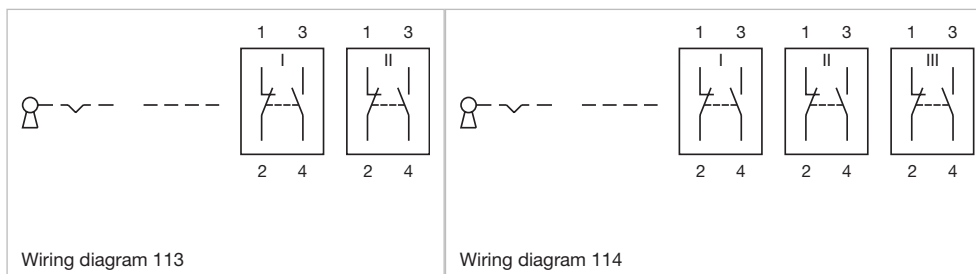 1 3 1 3
I II
2 4 2 4
Wiring diagram 113
1 3 1 3 1 3
I II III
2 4 2 4 2 4
Wiring diagram 114